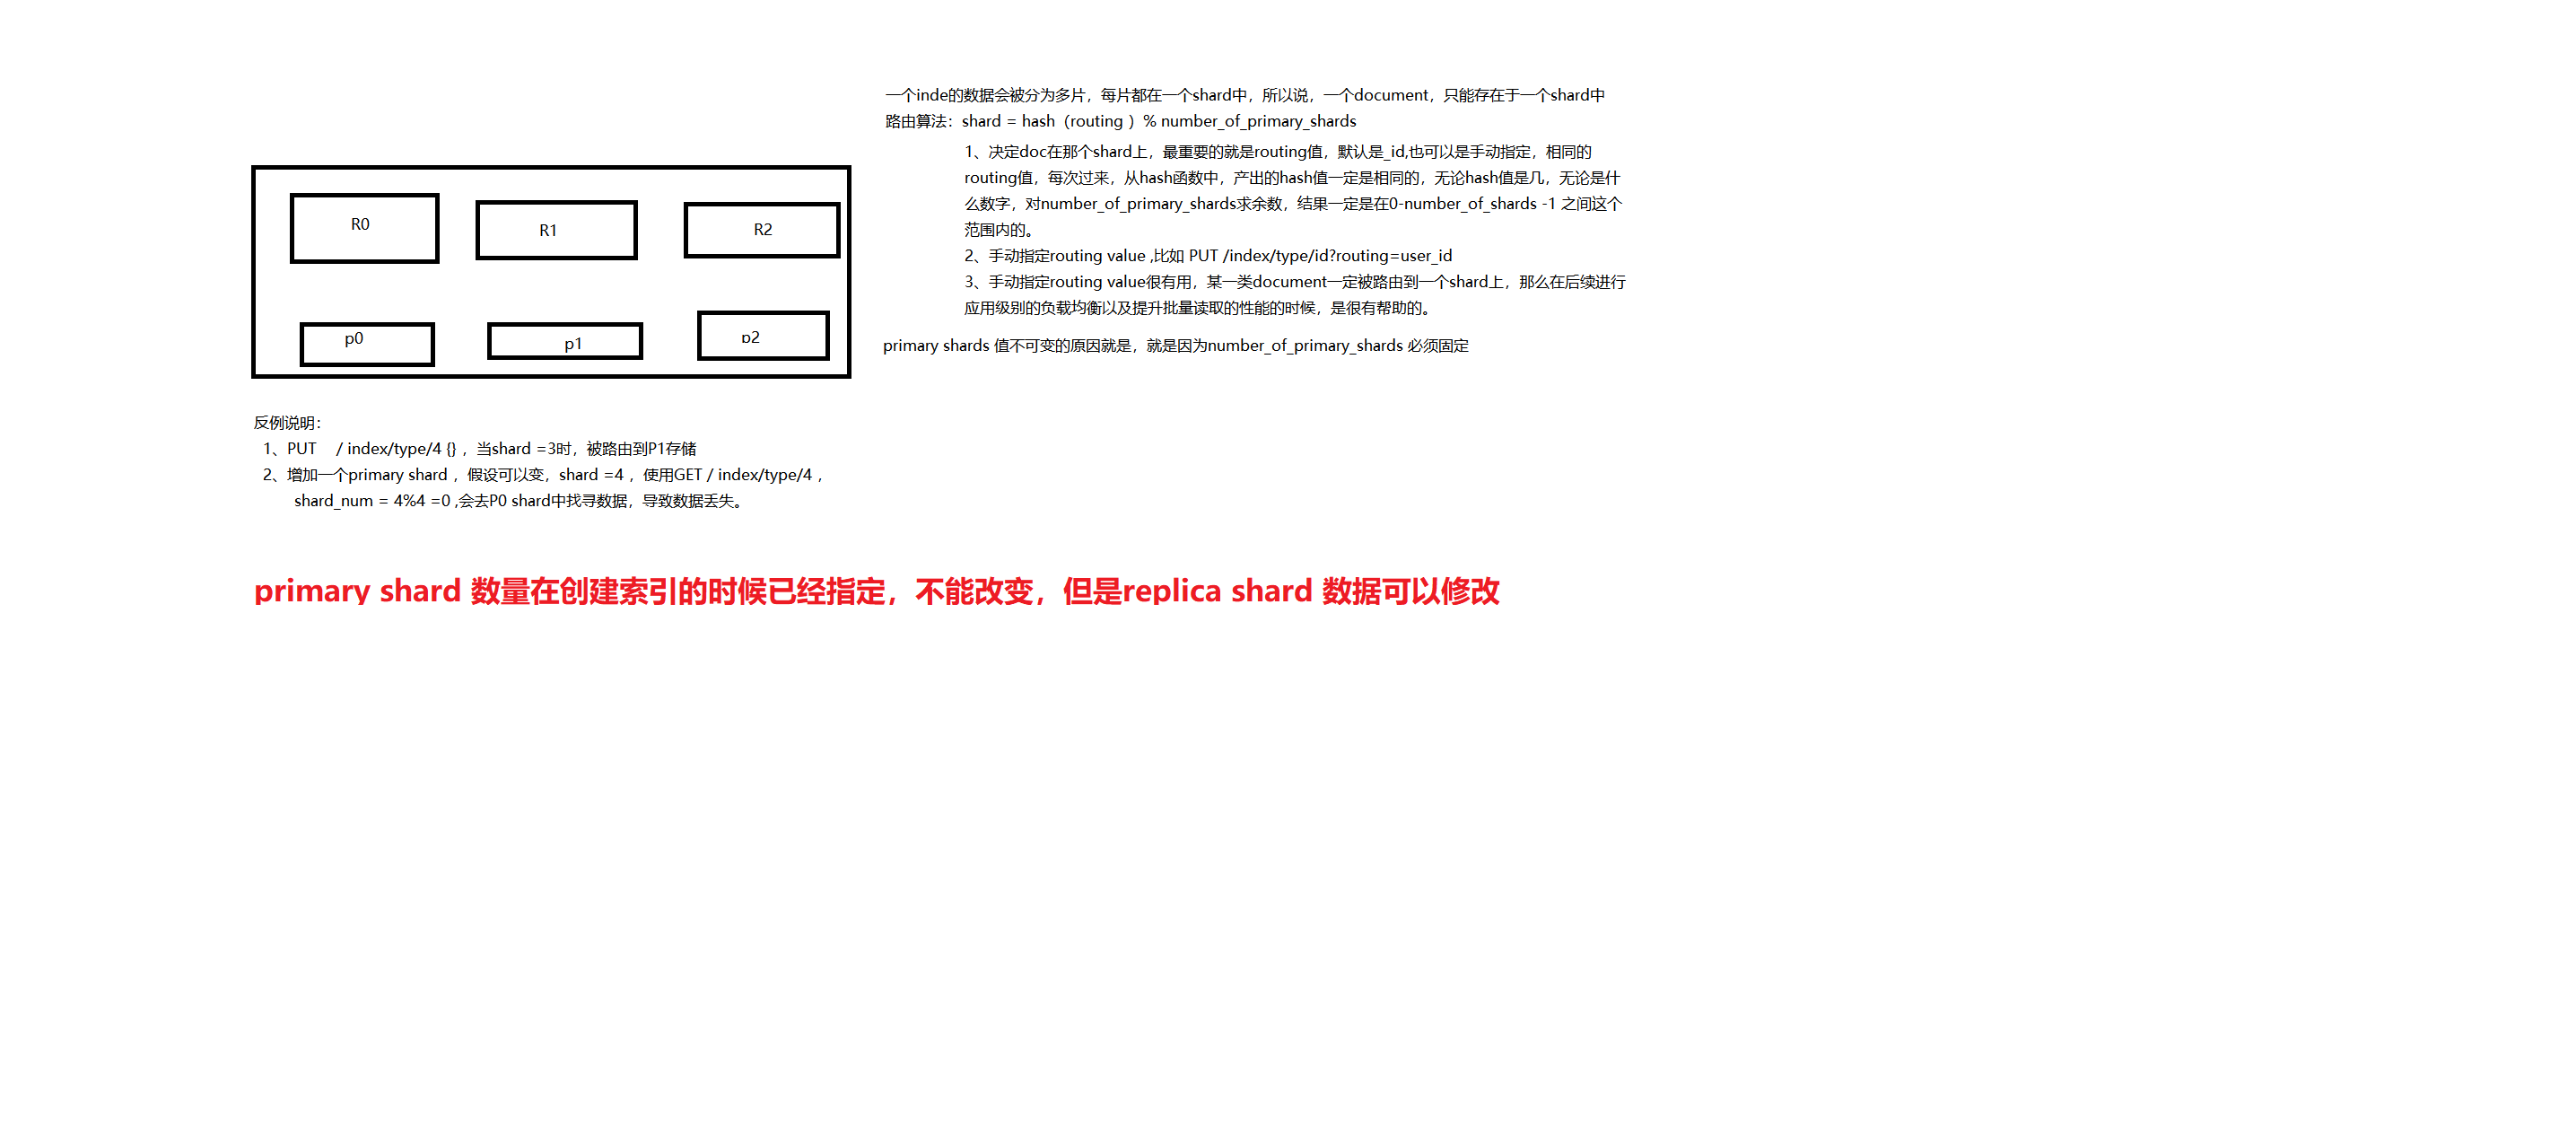 一个inde的数据会被分为多片，每片都在一个shard中，所以说，一个document，只能存在于一个shard中
路由算法：shard = hash（routing ）% number_of_primary_shards
1、决定doc在那个shard上，最重要的就是routing值，默认是_id,也可以是手动指定，相同的
routing值，每次过来，从hash函数中，产出的hash值一定是相同的，无论hash值是几，无论是什
么数字，对number_of_primary_shards求余数，结果一定是在0-number_of_shards -1 之间这个
范围内的。
2、手动指定routing value ,比如 PUT /index/type/id?routing=user_id
3、手动指定routing value很有用，某一类document一定被路由到一个shard上，那么在后续进行
应用级别的负载均衡以及提升批量读取的性能的时候，是很有帮助的。
primary shards 值不可变的原因就是，就是因为number_of_primary_shards 必须固定
R0
R1
R2
p0
p1
p2
反例说明：
1、PUT / index/type/4 {} ，当shard =3时，被路由到P1存储
2、增加一个primary shard ，假设可以变，shard =4 ，使用GET / index/type/4 ，
shard_num = 4%4 =0 ,会去P0 shard中找寻数据，导致数据丢失。
primary shard 数量在创建索引的时候已经指定，不能改变，但是replica shard 数据可以修改